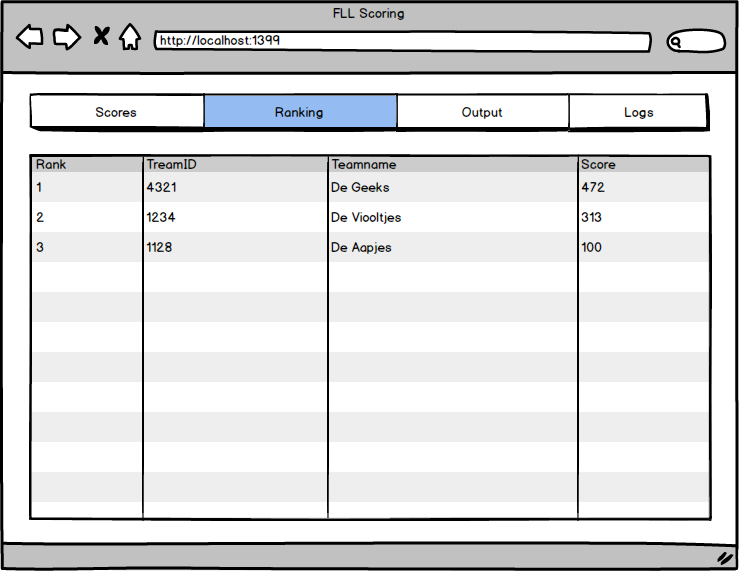 FLL Scoring
http://localhost:1399
Scores Ranking Output Logs
Rank TreamID Teamname Score
1 4321 De Geeks 472
2 1234 De Viooltjes 313
3 1128 De Aapjes 100